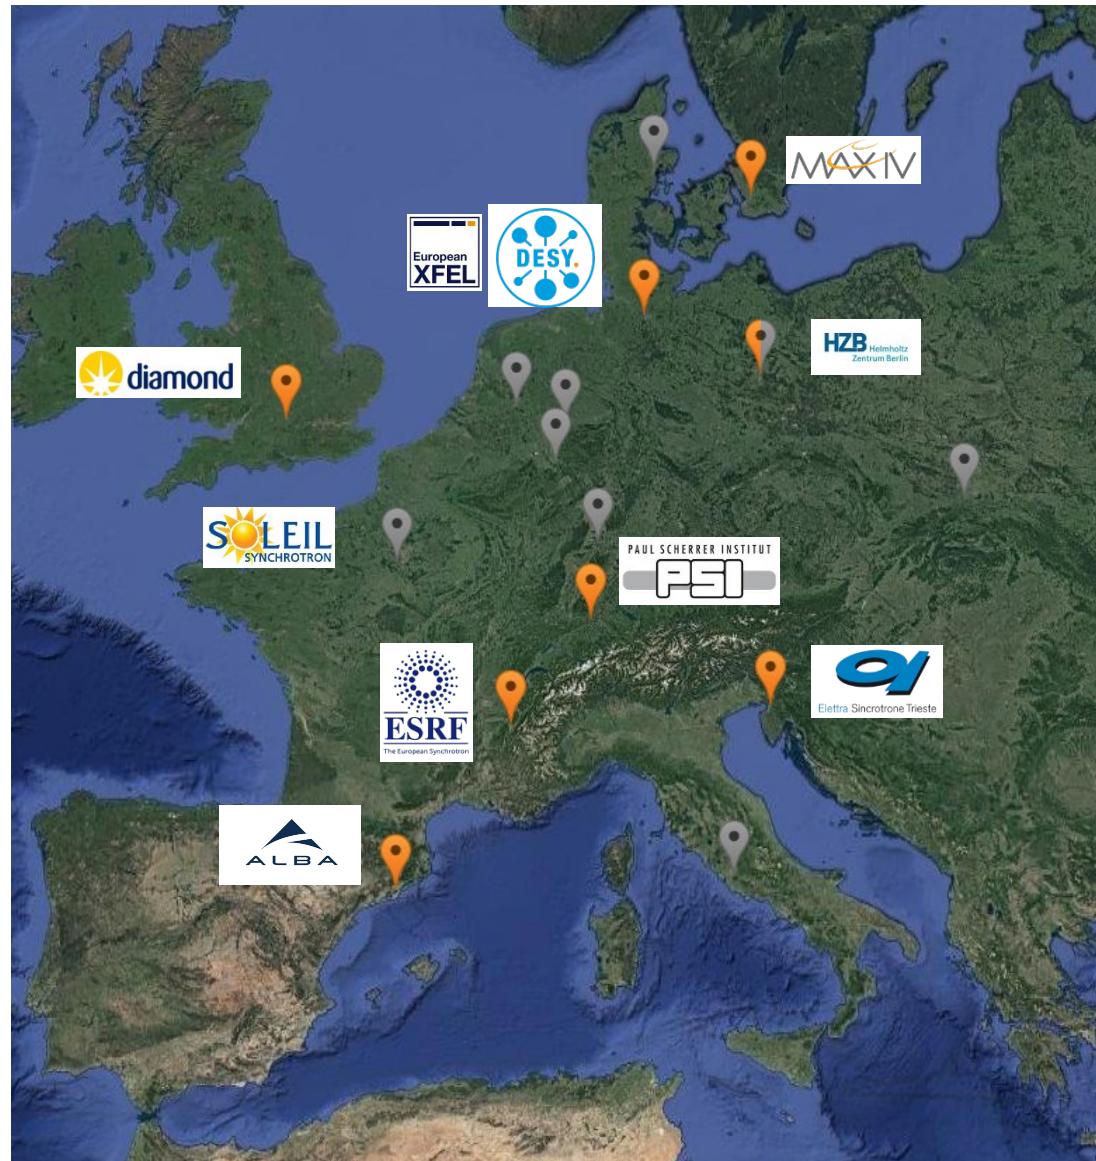 MAX IV
European
XFEL
DESY.
HZB Helmholtz
Zentrum Berlin
diamond
SOLEIL
SYNCHROTRON
PAUL SCHERRER INSTITUT
PSI
ESRF
The European Synchrotron
Elettra Sincrotrone Trieste
ALBA